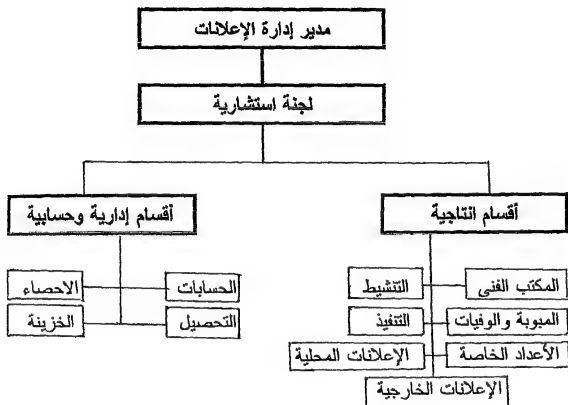 مدير إدارة الإعلانات
لجنة استشارية
أقسام انتاجية
أقسام إدارية وحسابية
المكتب الفنى
التنشيط
الحسابات
الاحصاء
المبوبة والوفيات
التنفيذ
التحصيل
الخزينة
الأعداد الخاصة
الإعلانات المحلية
الإعلانات الخارجية